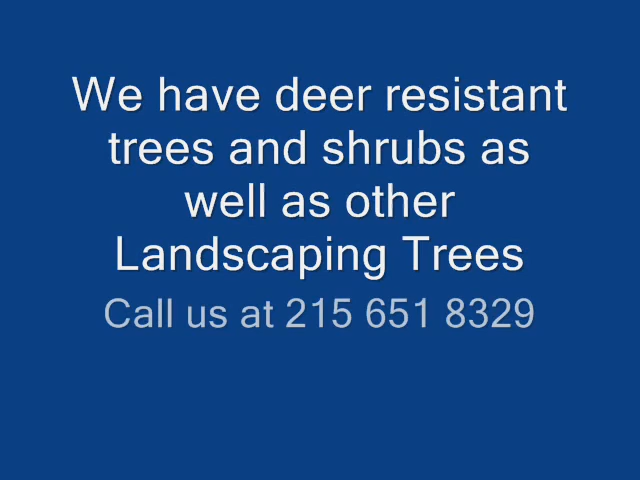 We have deer resistant
trees and shrubs as
well as other
Landscaping Trees
Call us at 215 651 8329